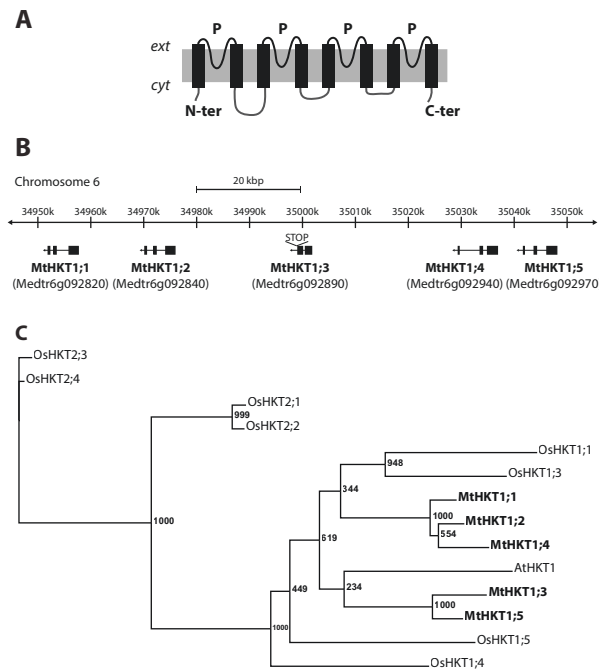 A
P P P P
ext
cyt
N-ter C-ter
B
Chromosome 6
20 kbp
34950k 34960k 34970k 34980k 34990k 35000k 35010k 35020k 35030k 35040k 35050k
STOP
MtHKT1;1 MtHKT1;2 MtHKT1;3 MtHKT1;4 MtHKT1;5
(Medtr6g092820) (Medtr6g092840) (Medtr6g092890) (Medtr6g092940) (Medtr6g092970)
C
OsHKT2;3
OsHKT2;4
OsHKT2;1
999
OsHKT2;2
OsHKT1;1
948
OsHKT1;3
344
MtHKT1;1
1000
MtHKT1;2
1000
554
619
MtHKT1;4
AtHKT1
234
MtHKT1;3
449
1000
MtHKT1;5
1000
OsHKT1;5
OsHKT1;4